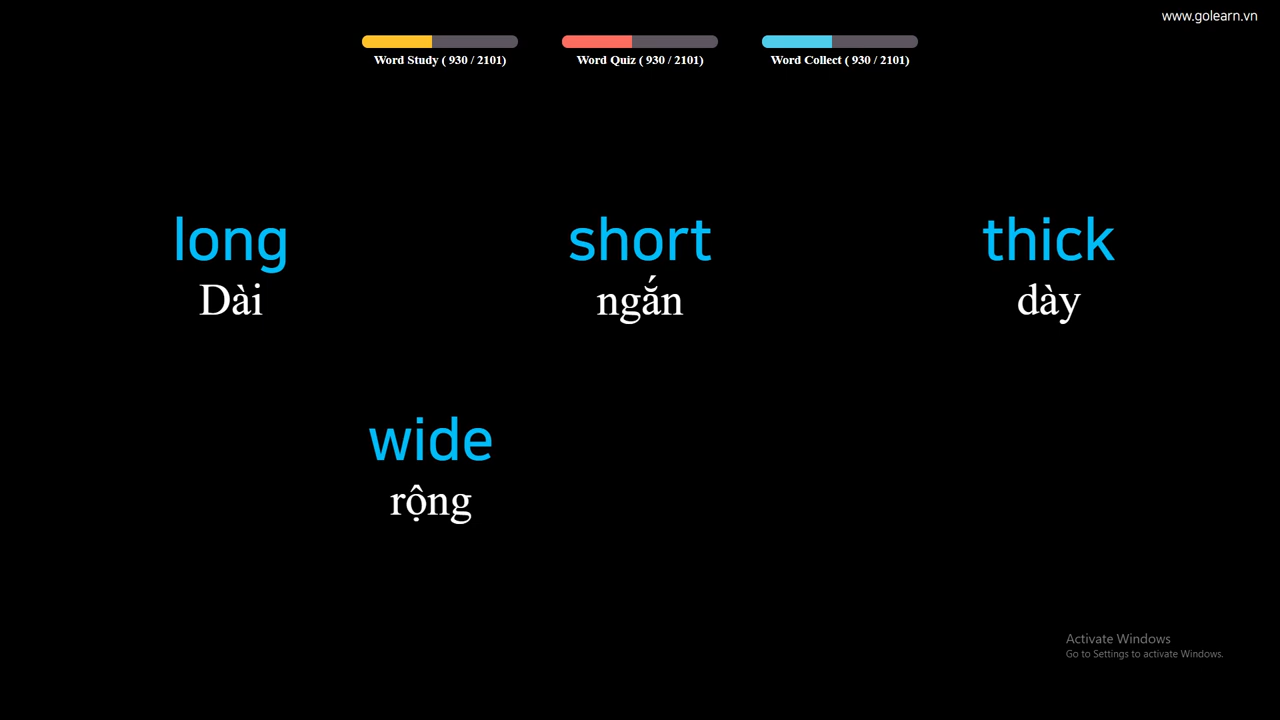 www.golearn.vn
Word Study ( 930 / 2101)
Word Quiz ( 930 / 2101)
Word Collect ( 930 / 2101)
long
Dài
short
ngắn
thick
dày
wide
rộng
Activate Windows
Go to Settings to activate Windows.